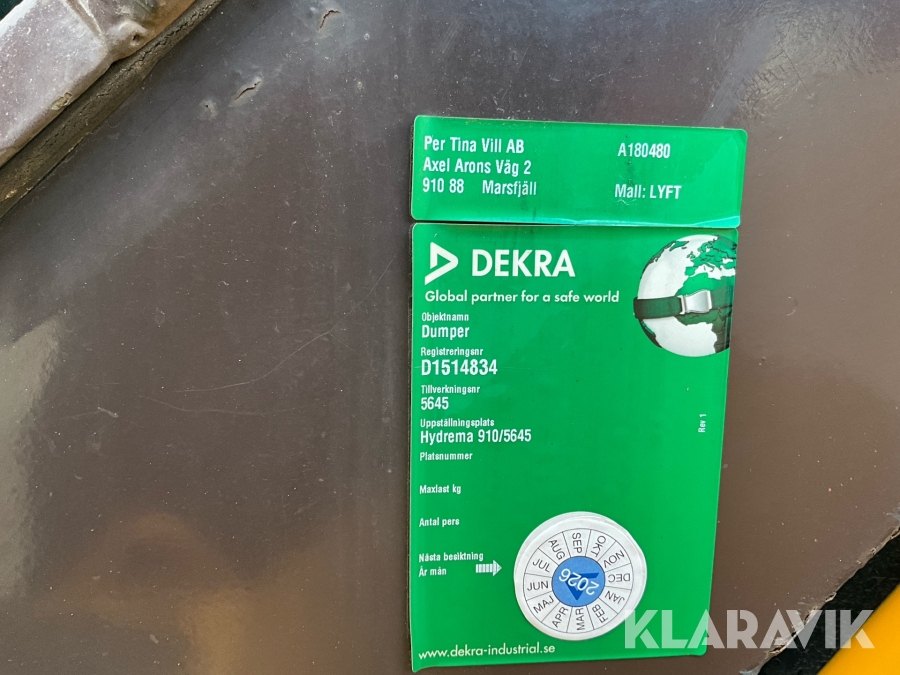 Per Tina Vill AB
A180480
Axel Arons Väg 2
910 88 Marsfjäll
Mall: LYFT
DEKRA
Global partner for a safe world
Objektnamn
Dumper
Registreringsnr
D1514834
Tillverkningsnr
5645
Uppställningsplats
Hydrema 910/5645
Rev 1
Platsnummer
Maxlast kg
Antal pers
Nästa besiktning
År mån
JAN
FEB
MAR
APR
MAJ
JUN
JUL
AUG
SEP
OKT
NOV
DEC
2026
www.dekra-industrial.se
KLARAVIK